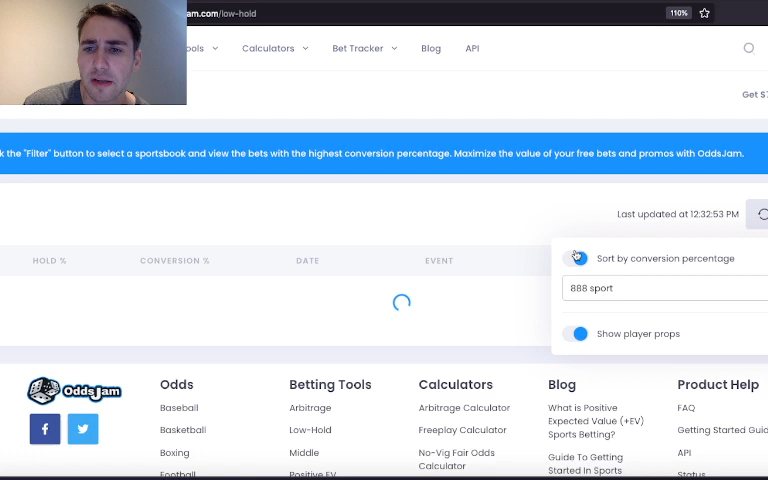 am.com/low-hold
110%
ools
Calculators
Bet Tracker
Blog
API
Get $7
k the "Filter" button to select a sportsbook and view the bets with the highest conversion percentage. Maximize the value of your free bets and promos with OddsJam.
Last updated at 12:32:53 PM
HOLD %
CONVERSION %
DATE
EVENT
Sort by conversion percentage
888 sport
Show player props
OddsJam
Odds
Baseball
Basketball
Boxing
Football
Betting Tools
Arbitrage
Low-Hold
Middle
Positive EV
Calculators
Arbitrage Calculator
Freeplay Calculator
No-Vig Fair Odds
Calculator
Blog
What is Positive
Expected Value (+EV)
Sports Betting?
Guide To Getting
Started In Sports
Product Help
FAQ
Getting Started Guid
API
Status